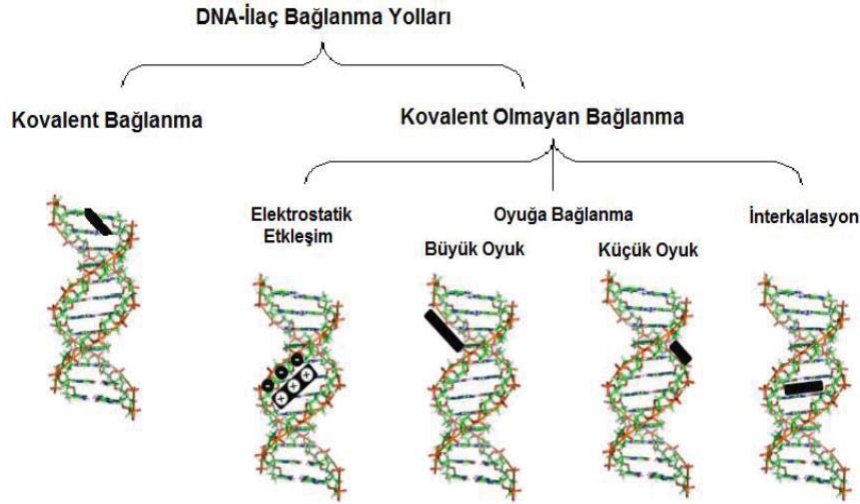 DNA-İlaç Bağlanma Yolları
Kovalent Bağlanma
Kovalent Olmayan Bağlanma
Elektrostatik
Etkleşim
Oyuğa Bağlanma
İnterkalasyon
Büyük Oyuk
Küçük Oyuk